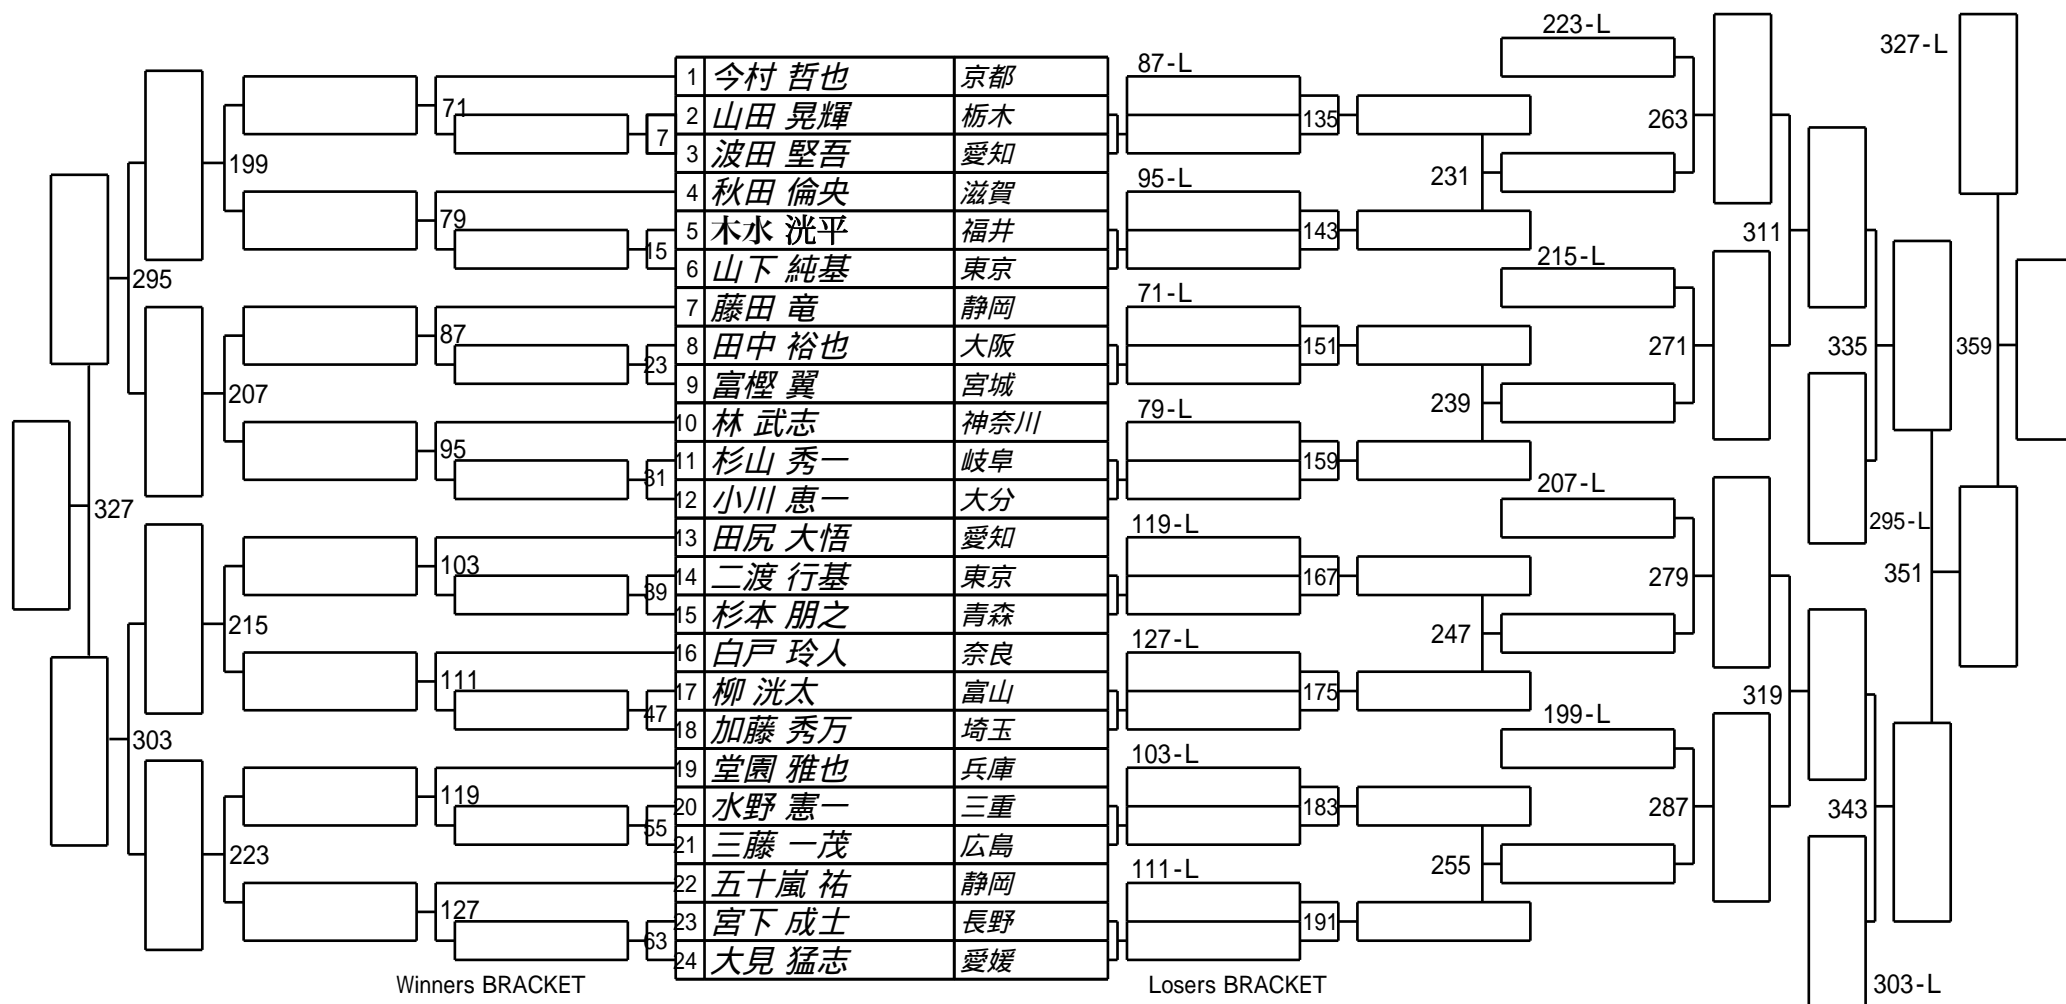 223-L
327-L
87-L
1 今村 哲也 京都
71
2 山田 晃輝 栃木
135
263
7
3 波田 堅吾 愛知
199
95-L
231
4 秋田 倫央 滋賀
79
5 木水 洸平 福井
143
311
15
215-L
6 山下 純基 東京
295
71-L
7 藤田 竜 静岡
87
8 田中 裕也 大阪
151
271
335
359
23
9 富樫 翼 宮城
207
79-L
239
10 林 武志 神奈川
95
11 杉山 秀一 岐阜
159
31
207-L
12 小川 恵一 大分
327
119-L
295-L
13 田尻 大悟 愛知
103
14 二渡 行基 東京
167
279
351
39
15 杉本 朋之 青森
215
127-L
247
16 白戸 玲人 奈良
111
17 柳 洸太 富山
175
319
47
199-L
18 加藤 秀万 埼玉
303
103-L
19 堂園 雅也 兵庫
119
20 水野 憲一 三重
183
287
343
55
21 三藤 一茂 広島
223
111-L
255
22 五十嵐 祐 静岡
127
23 宮下 成士 長野
191
63
24 大見 猛志 愛媛
Winners BRACKET
Losers BRACKET
303-L